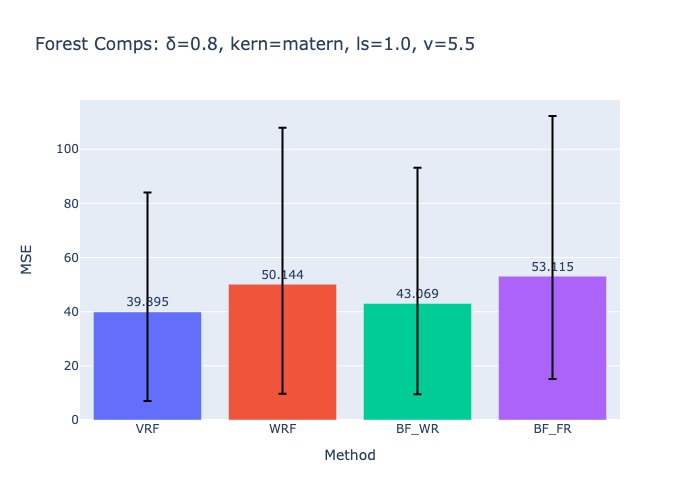 Forest Comps: δ=0.8, kern=matern, ls=1.0, v=5.5
MSE
100
80
60
40
20
0
39.895
50.144
43.069
53.115
VRF
WRF
BF_WR
BF_FR
Method